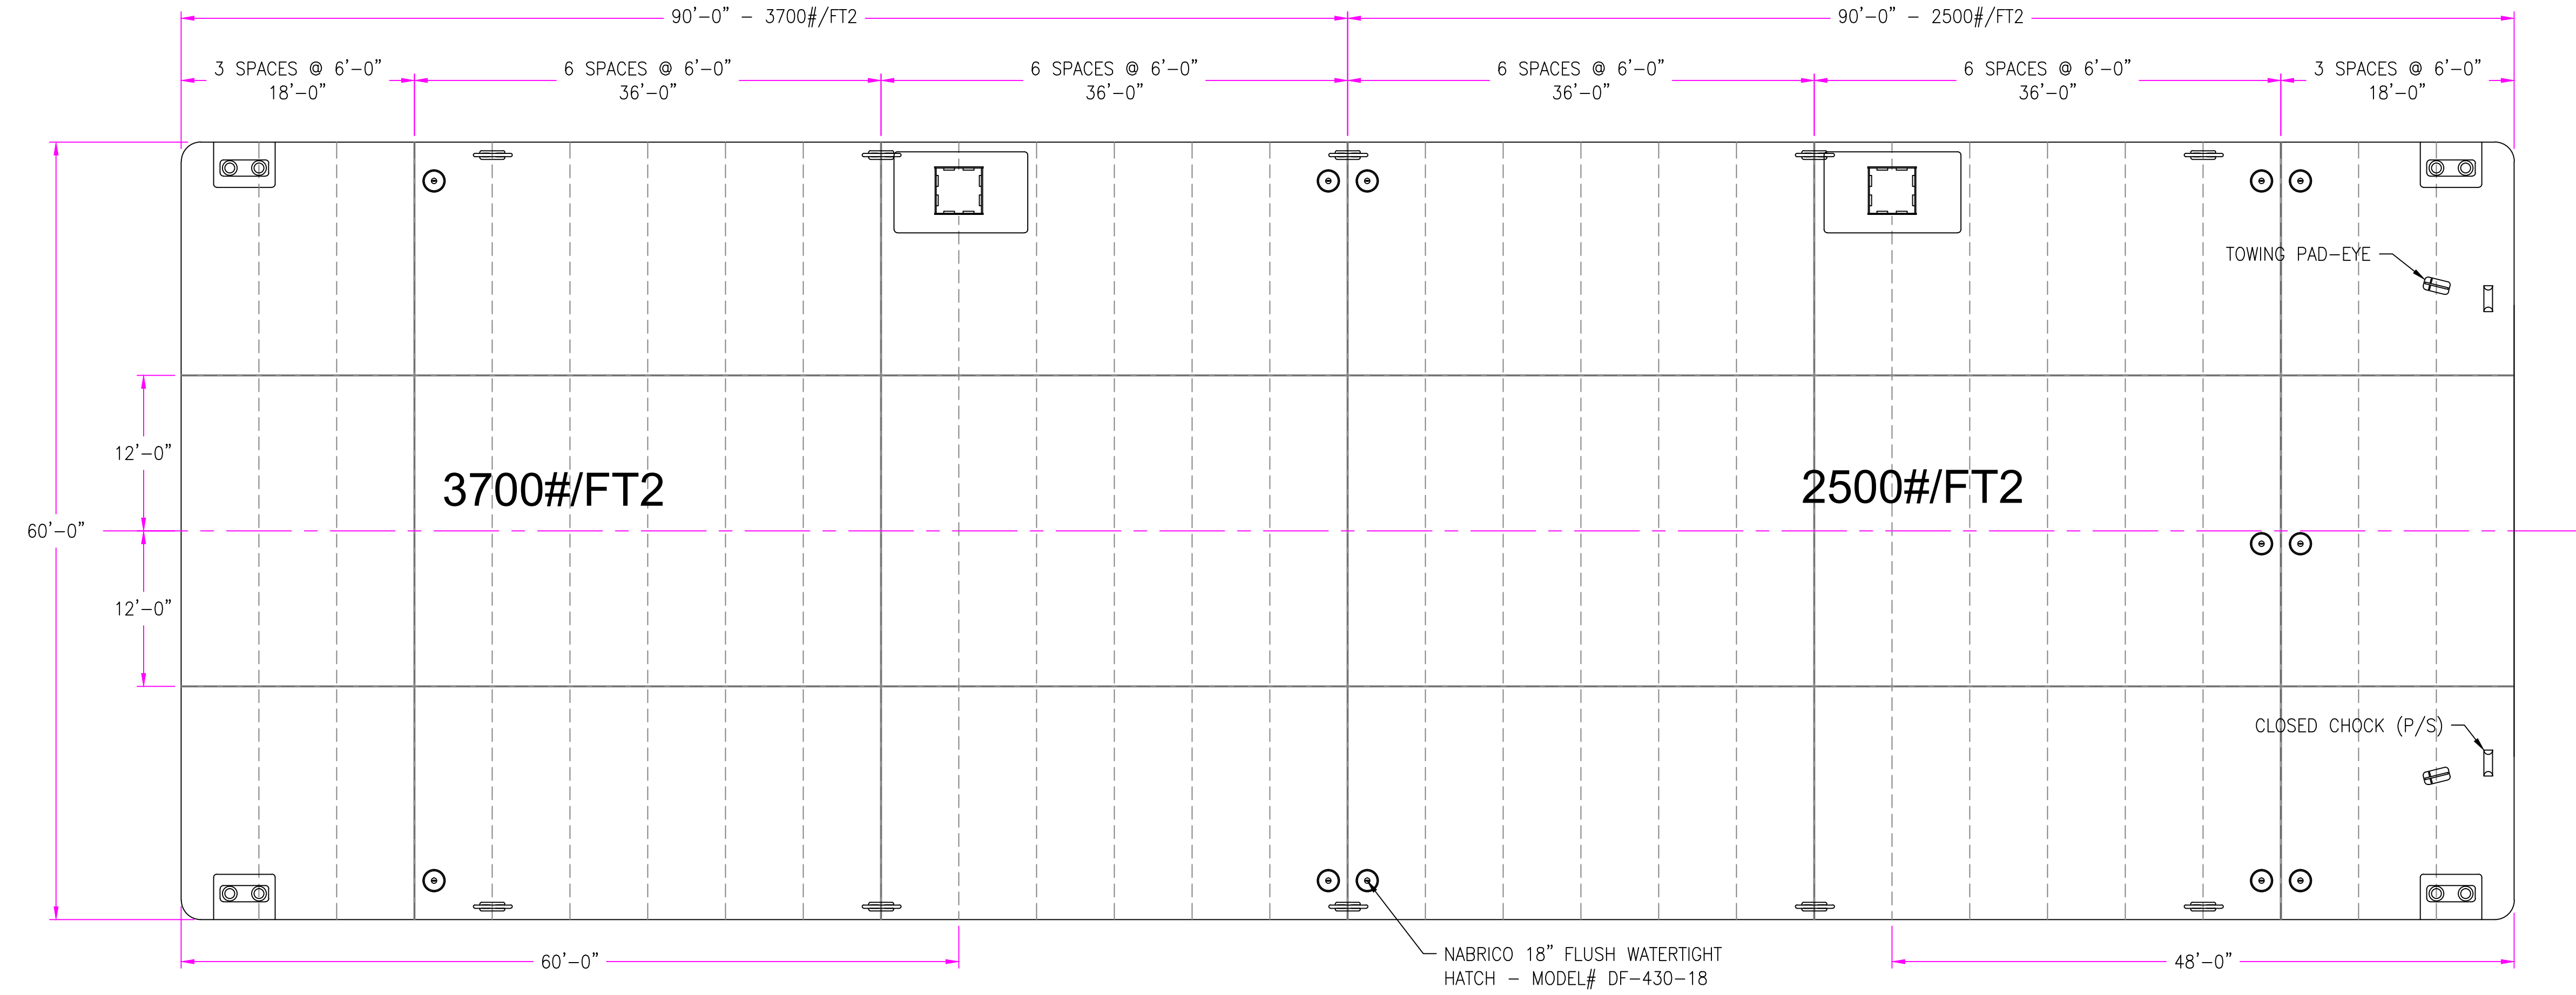 90'-0" - 3700#/FT2
90'-0" - 2500#/FT2
3 SPACES @ 6'-0"
18'-0"
6 SPACES @ 6'-0"
36'-0"
6 SPACES @ 6'-0"
36'-0"
6 SPACES @ 6'-0"
36'-0"
6 SPACES @ 6'-0"
36'-0"
3 SPACES @ 6'-0"
18'-0"
TOWING PAD-EYE
12'-0"
3700#/FT2
2500#/FT2
60'-0"
12'-0"
CLOSED CHOCK (P/S)
60'-0"
NABRICO 18" FLUSH WATERTIGHT
HATCH - MODEL# DF-430-18
48'-0"